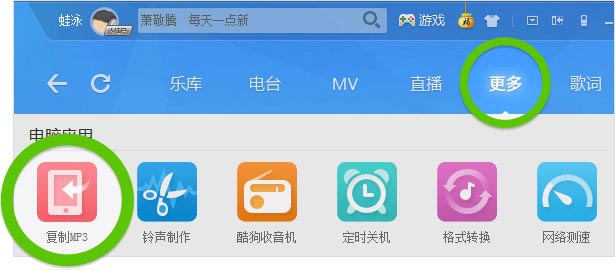 蛙泳 VIP 萧敬腾 每天一点新 游戏
乐库 电台 MV 直播 更多 歌词
电脑应用
复制MP3 铃声制作 酷狗收音机 定时关机 格式转换 网络测速